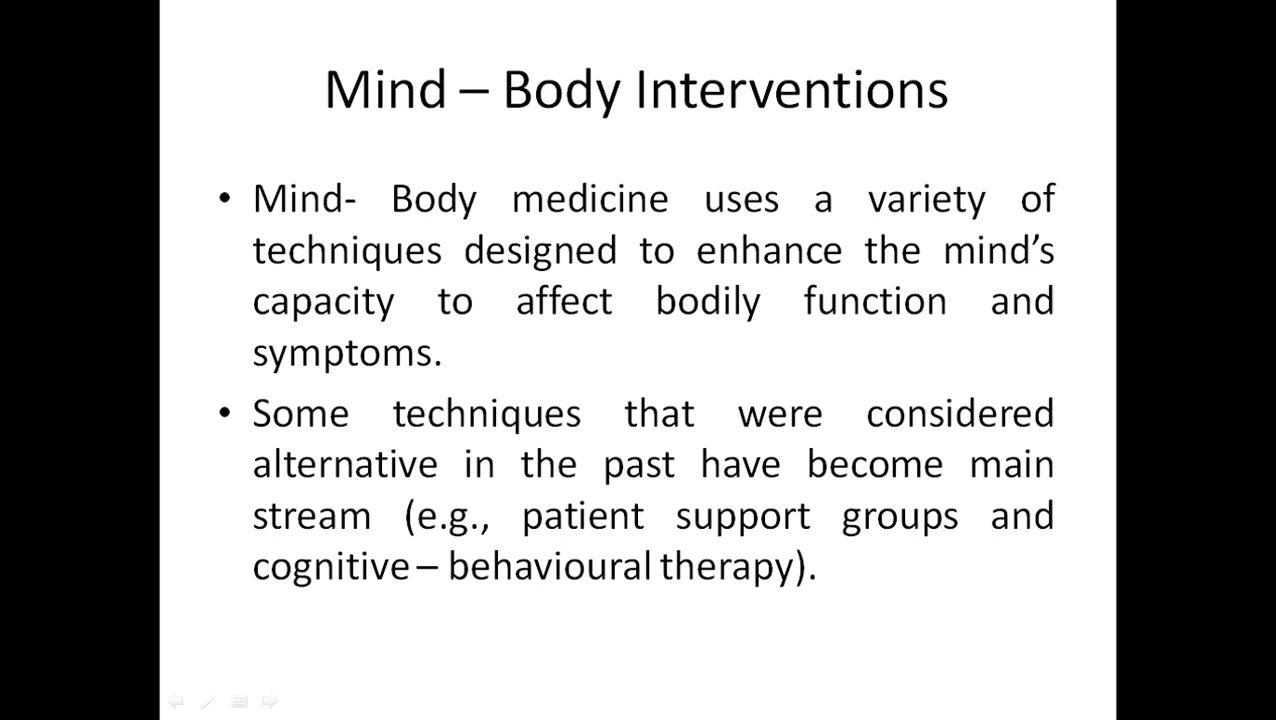 Mind – Body Interventions
• Mind- Body medicine uses a variety of
techniques designed to enhance the mind’s
capacity to affect bodily function and
symptoms.
• Some techniques that were considered
alternative in the past have become main
stream (e.g., patient support groups and
cognitive – behavioural therapy).